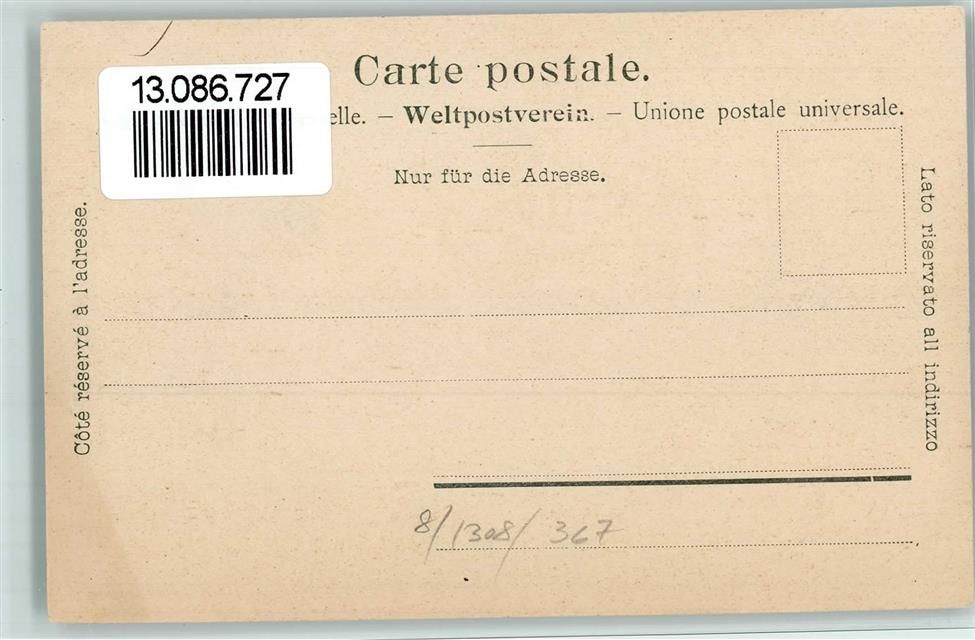 Carte postale.
13.086.727
elle. – Weltpostverein. – Unione postale universale.
Nur für die Adresse.
Côté réservé à l'adresse.
Lato riservato all indirizzo
8/1308/367